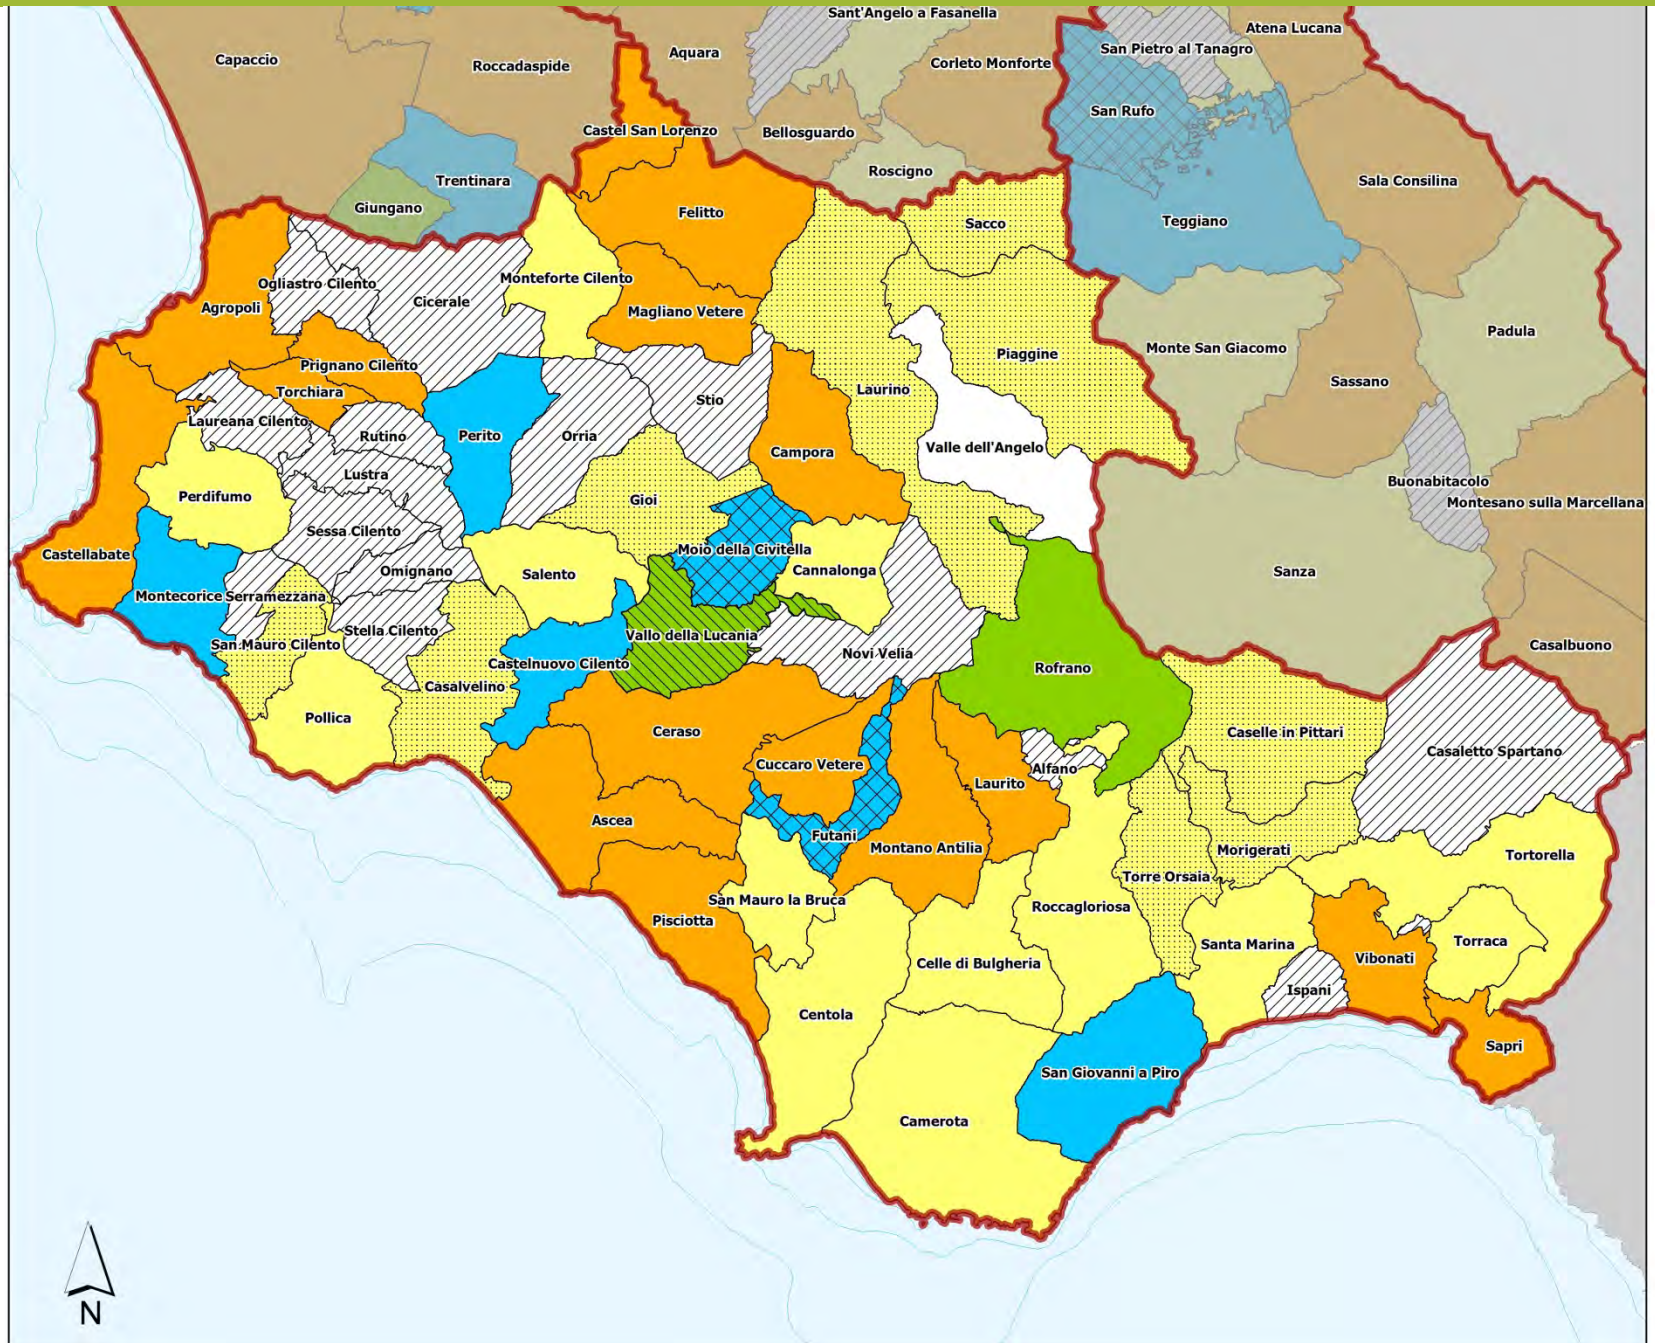 Sant'Angelo a Fasanella
Atena Lucana
Capaccio
Aquara
San Pietro al Tanagro
Roccadaspide
Corleto Monforte
San Rufo
Castel San Lorenzo
Bellosguardo
Trentinara
Roscigno
Sala Consilina
Giungano
Felitto
Sacco
Teggiano
Monteforte Cilento
Ogliastro Cilento
Cicerale
Agropoli
Magliano Vetere
Padula
Monte San Giacomo
Piaggine
Prignano Cilento
Sassano
Torchiara
Laurino
Stio
Laureana Cilento
Rutino
Perito
Orria
Valle dell'Angelo
Campora
Lustra
Buonabitacolo
Perdifumo
Gioi
Montesano sulla Marcellana
Sessa Cilento
Castellabate
Moio della Civitella
Omignano
Salento
Cannalonga
Sanza
Montecorice
Serramezzana
Stella Cilento
Vallo della Lucania
San Mauro Cilento
Casalbuono
Novi Velia
Castelnuovo Cilento
Rofrano
Casalvelino
Pollica
Ceraso
Caselle in Pittari
Casaletto Spartano
Cuccaro Vetere
Alfano
Laurito
Ascea
Futani
Montano Antilia
Morigerati
Tortorella
Torre Orsaia
San Mauro la Bruca
Roccagloriosa
Pisciotta
Santa Marina
Torraca
Vibonati
Celle di Bulgheria
Ispani
Centola
Sapri
San Giovanni a Piro
Camerota
N